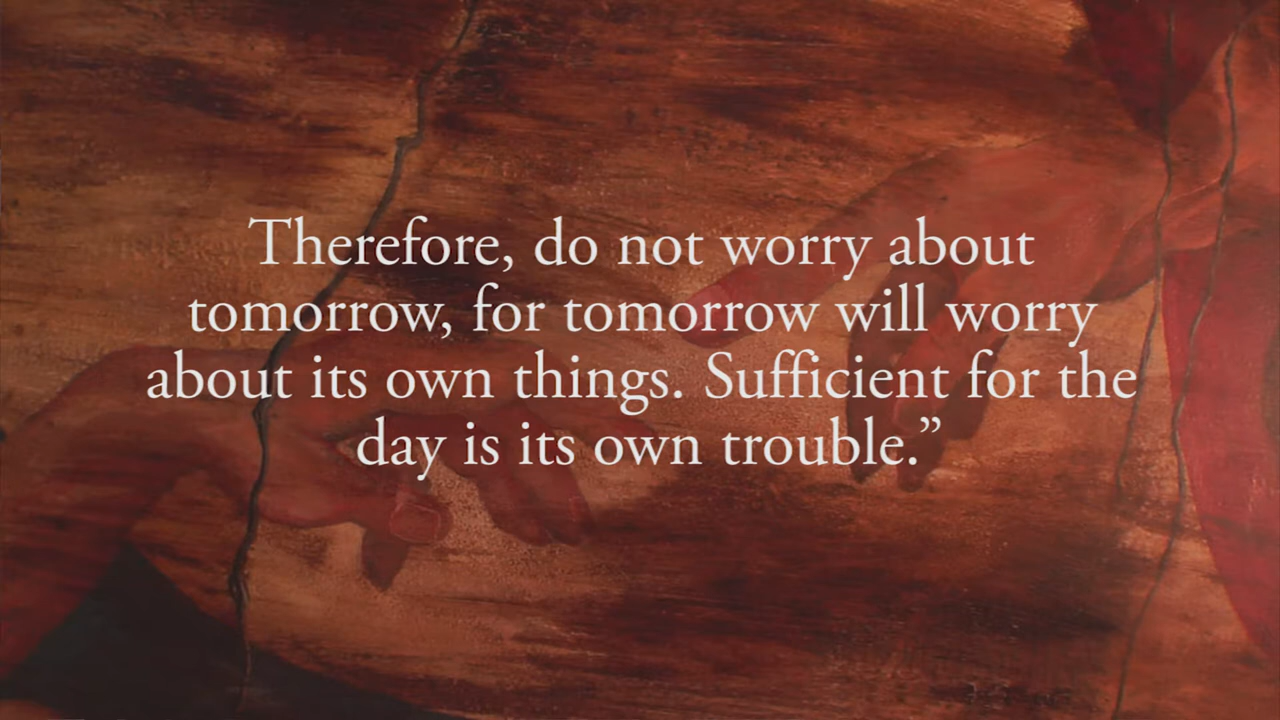 Therefore, do not worry about
tomorrow, for tomorrow will worry
about its own things. Sufficient for the
day is its own trouble.”